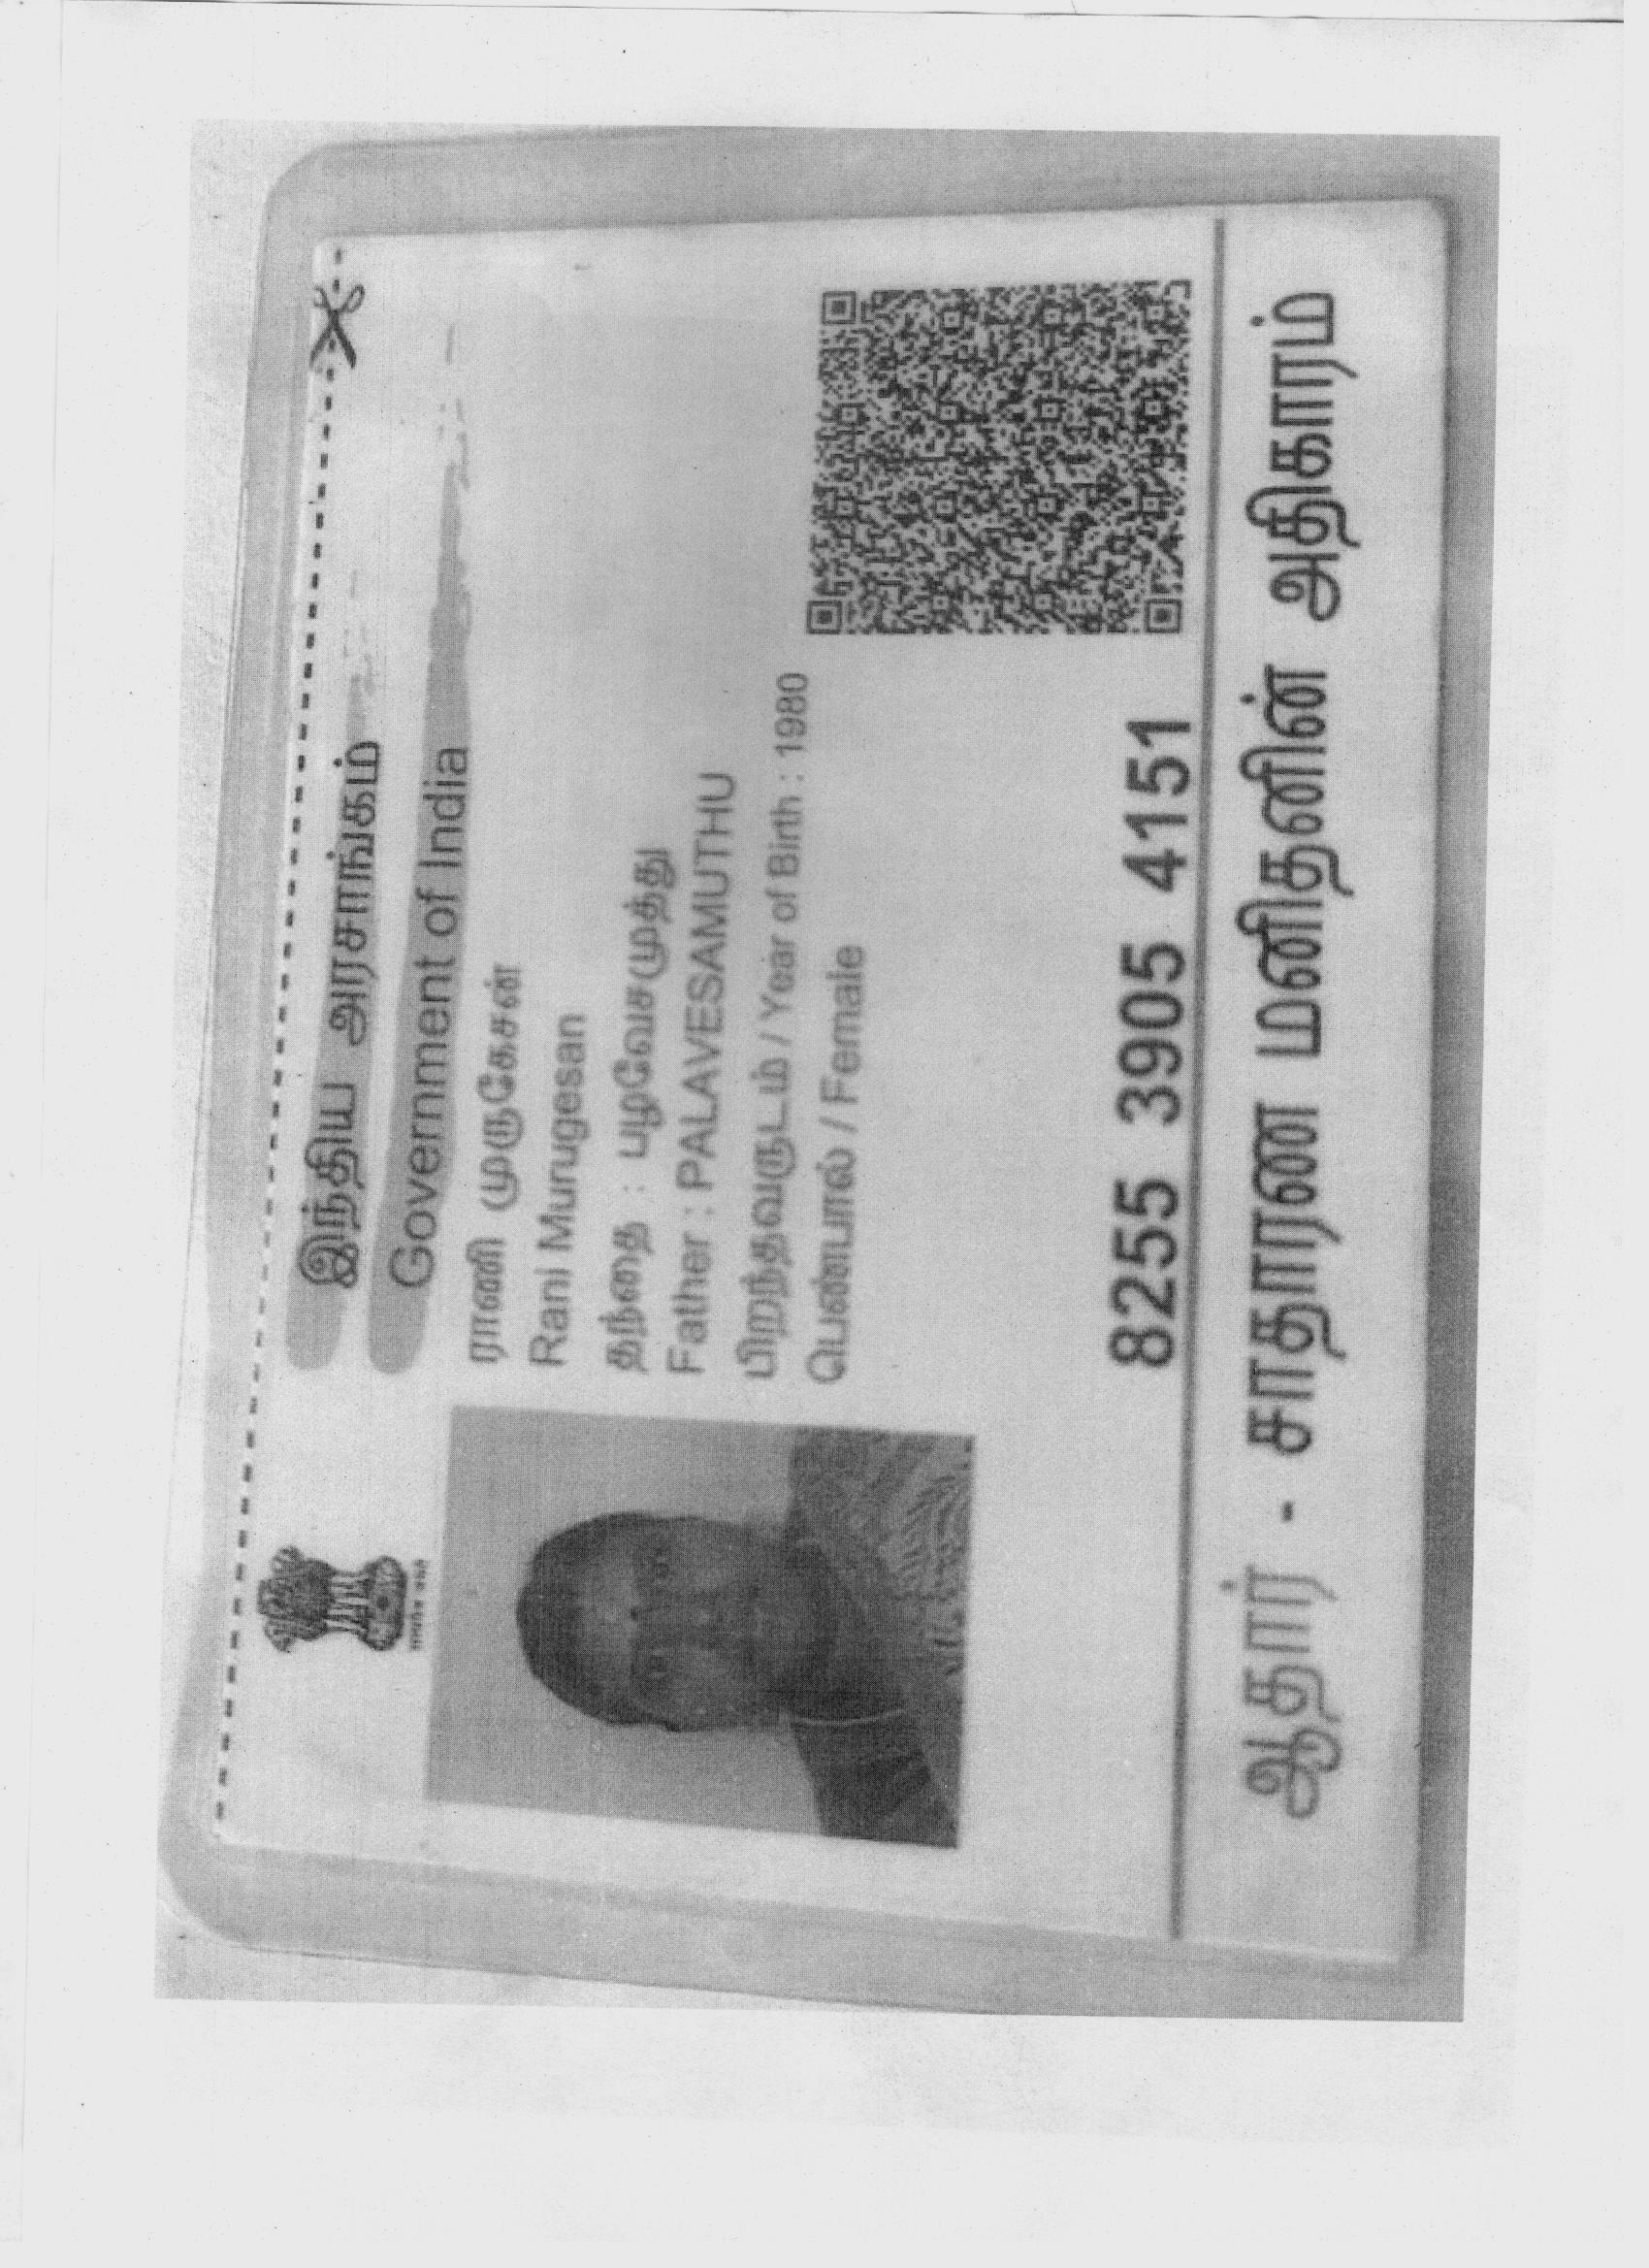 இந்திய அரசாங்கம்
Government of India
ராணி முருகேசன்
Rani Murugesan
தந்தை : பழவேசமுத்து
Father : PALAVESAMUTHU
பிறந்தவருடம் / Year of Birth : 1980
பெண்பால் / Female
8255 3905 4151
ஆதார் - சாதாரண மனிதனின் அதிகாரம்